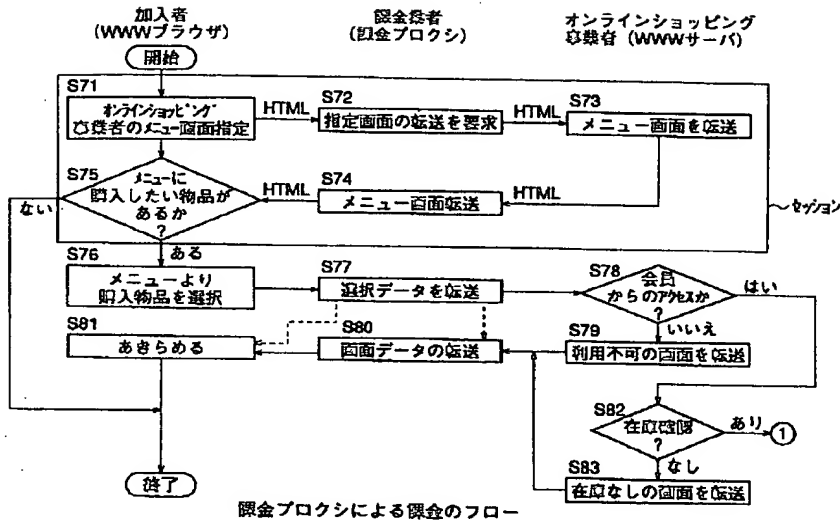 加入者
(WWWブラウザ)
課金業者
(課金プロクシ)
オンラインショッピング
事業者 (WWWサーバ)
開始
S71
オンラインショッピング
事業者のメニュー画面指定
HTML
S72
指定画面の転送を要求
HTML
S73
メニュー画面を転送
S75
メニューに
購入したい物品が
あるか
?
ない
HTML
S74
メニュー画面転送
HTML
セッション
ある
S76
メニューより
購入物品を選択
S77
選択データを転送
S78
会員
からのアクセスか
?
はい
いいえ
S81
あきらめる
S80
画面データの転送
S79
利用不可の画面を転送
S82
在庫確認
?
あり
①
なし
S83
在庫なしの画面を転送
終了
課金プロクシによる課金のフロー